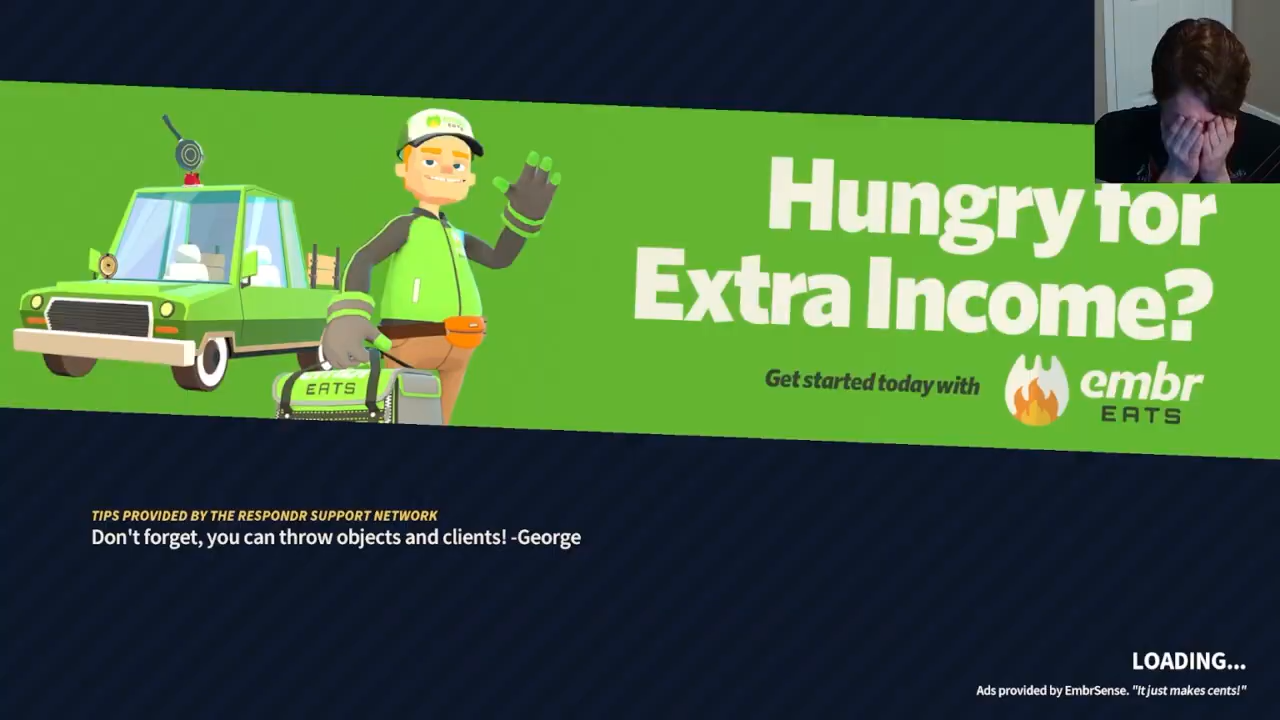 Hungry for
Extra Income?
Get started today with
embr
EATS
EATS
TIPS PROVIDED BY THE RESPONDR SUPPORT NETWORK
Don't forget, you can throw objects and clients! -George
LOADING...
Ads provided by EmbrSense. "It just makes cents!"